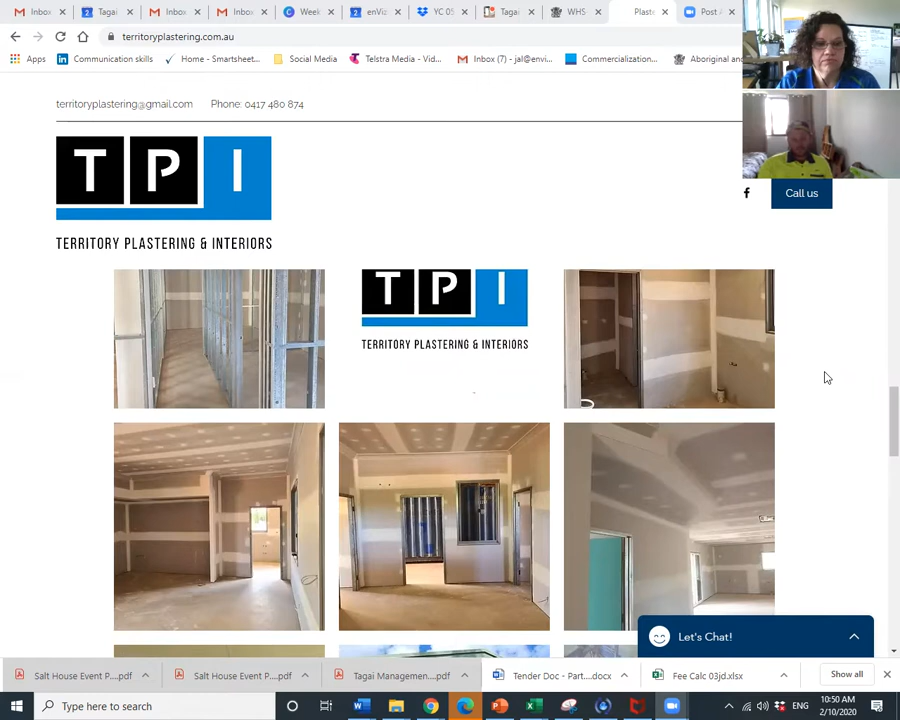 Inbox
Tagai
Inbox
Inbox
Week
enVi
YC 05
Tagai
WHS
Plaste
Post A
territoryplastering.com.au
Apps
Communication skills
Home - Smartsheet...
Social Media
Telstra Media - Vid...
Inbox (7) - jal@envi...
Commercialization...
Aboriginal and
territoryplastering@gmail.com
Phone: 0417 480 874
TPI
TERRITORY PLASTERING & INTERIORS
f
Call us
TPI
TERRITORY PLASTERING & INTERIORS
Let's Chat!
Salt House Event P....pdf
Salt House Event P....pdf
Tagai Managemen....pdf
Tender Doc - Part....docx
Fee Calc 03jd.xlsx
Show all
Type here to search
ENG
10:50 AM
2/10/2020